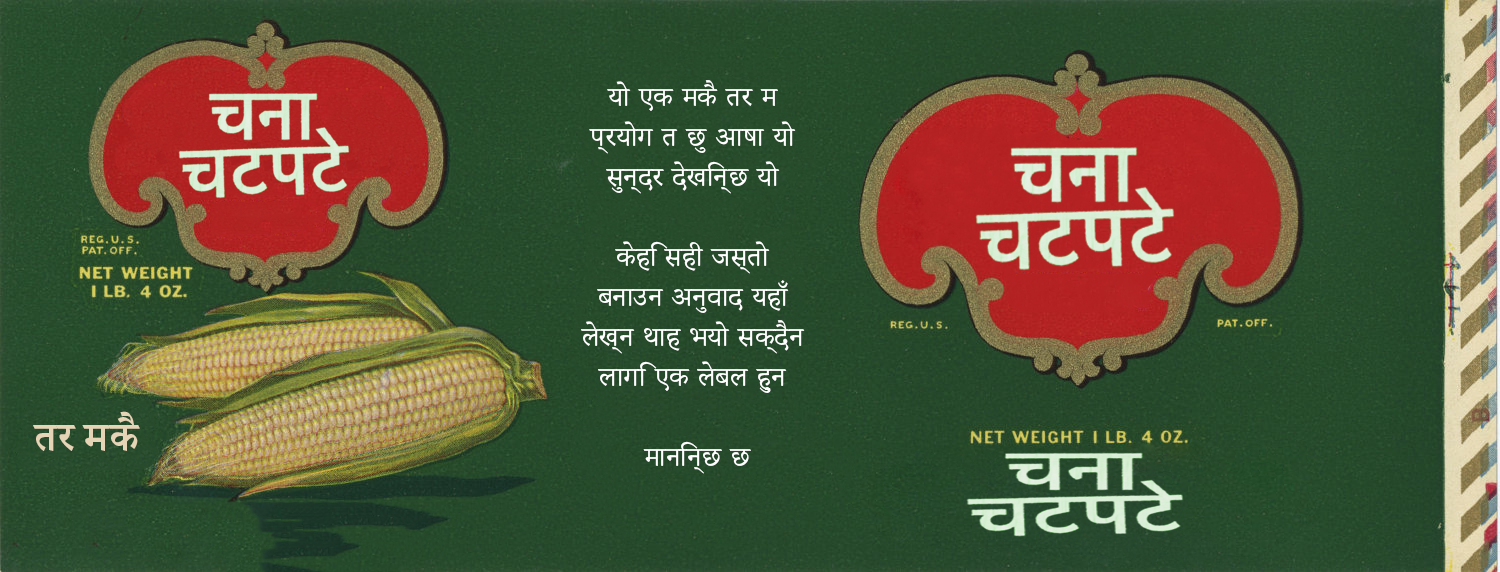 चना
चटपटे
REG.U.S.
PAT.OFF.
NET WEIGHT
1 LB. 4 OZ.
तर मकै
यो एक मकै तर म
प्रयोग त छु आषा यो
सुन्दर देखिन्छ यो
केहि सही जस्तो
बनाउन अनुवाद यहाँ
लेख्न थाह भयो सक्दैन
लागि एक लेबल हुन
मानिन्छ छ
चना
चटपटे
REG.U.S.
PAT.OFF.
NET WEIGHT 1 LB. 4 OZ.
चना
चटपटे